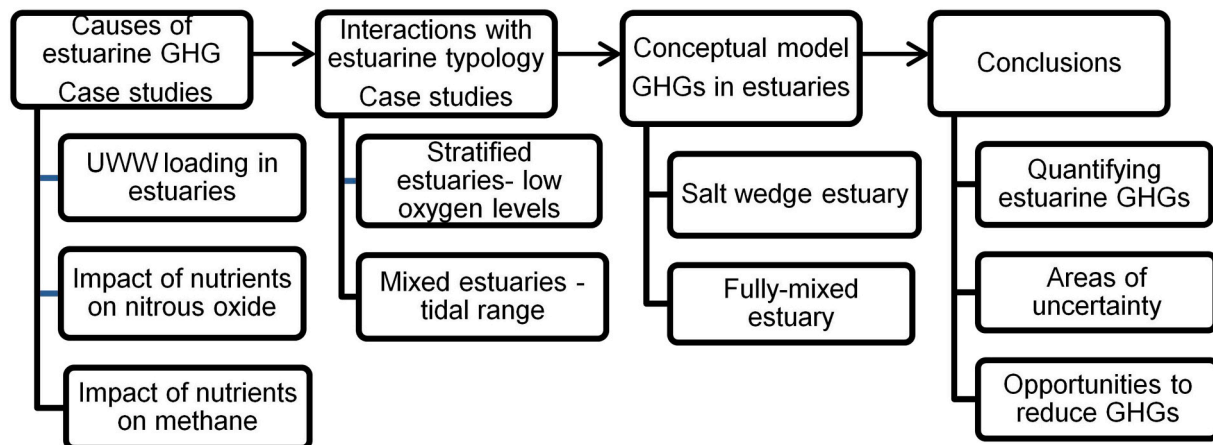 Causes of
estuarine GHG
Case studies
UWW loading in
estuaries
Impact of nutrients
on nitrous oxide
Impact of nutrients
on methane
Interactions with
estuarine typology
Case studies
Stratified
estuaries- low
oxygen levels
Mixed estuaries -
tidal range
Conceptual model
GHGs in estuaries
Salt wedge estuary
Fully-mixed
estuary
Conclusions
Quantifying
estuarine GHGs
Areas of
uncertainty
Opportunities to
reduce GHGs